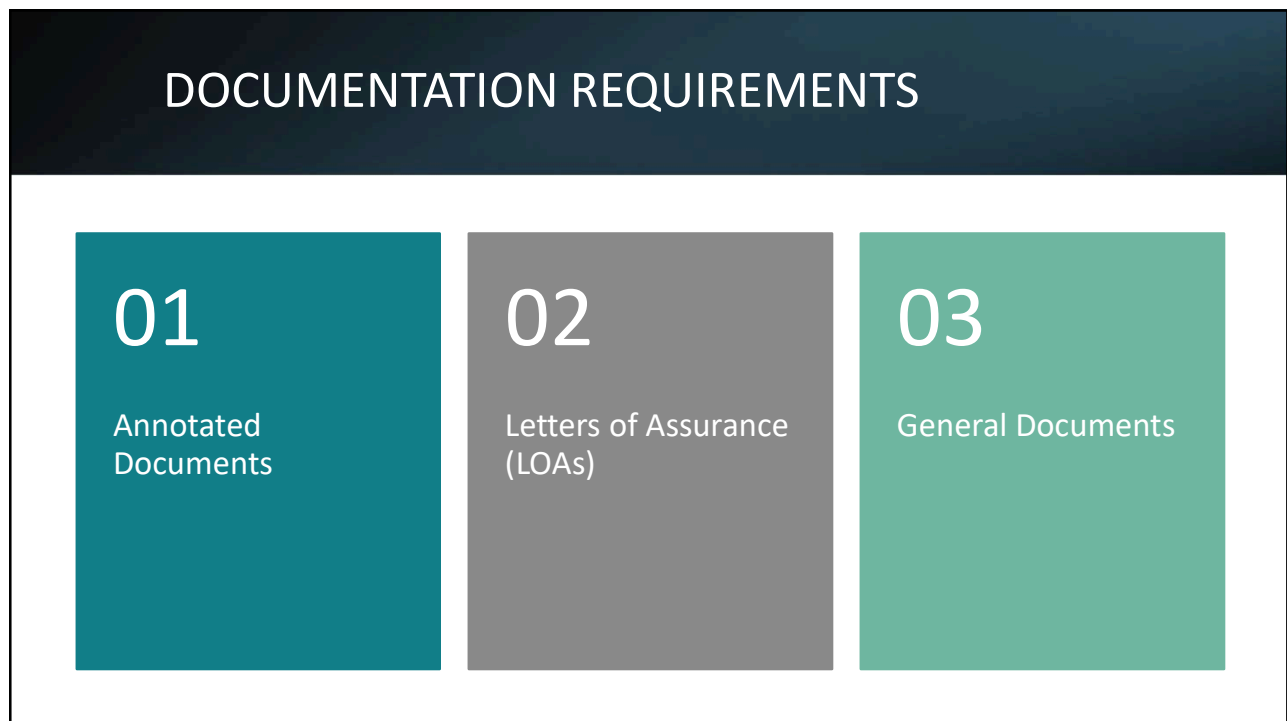 DOCUMENTATION REQUIREMENTS
01
Annotated
Documents
02
Letters of Assurance
(LOAs)
03
General Documents